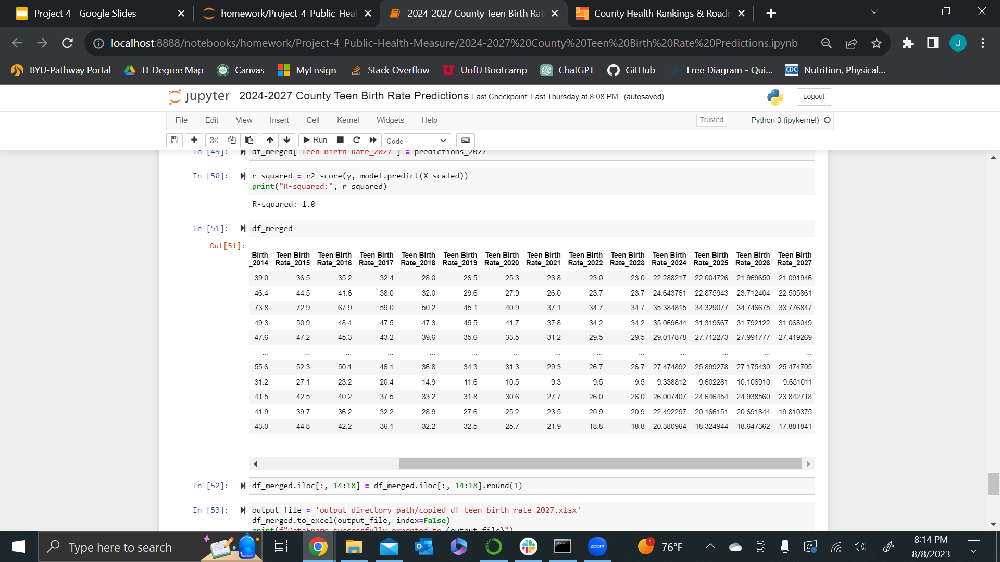 Project 4 - Google Slides
homework/Project-4_Public-Heal
2024-2027 County Teen Birth Rat
County Health Rankings & Roadn
localhost:8888/notebooks/homework/Project-4_Public-Health-Measure/2024-2027%20County%20Teen%20Birth%20Rate%20Predictions.ipynb
J
BYU-Pathway Portal IT Degree Map Canvas MyEnsign Stack Overflow UofU Bootcamp ChatGPT GitHub Free Diagram - Qui... CDC Nutrition, Physical...
jupyter 2024-2027 County Teen Birth Rate Predictions Last Checkpoint: Last Thursday at 8:08 PM (autosaved) Logout
File Edit View Insert Cell Kernel Widgets Help Trusted Python 3 (ipykernel)
Run Code
In [49]: df_merged['Teen Birth Rate_2027'] = predictions_2027
In [50]: r_squared = r2_score(y, model.predict(X_scaled))
print("R-squared:", r_squared)
R-squared: 1.0
In [51]: df_merged
Out[51]:
Birth Teen Birth Teen Birth Teen Birth Teen Birth Teen Birth Teen Birth Teen Birth Teen Birth Teen Birth Teen Birth Teen Birth Teen Birth Teen Birth
_2014 Rate_2015 Rate_2016 Rate_2017 Rate_2018 Rate_2019 Rate_2020 Rate_2021 Rate_2022 Rate_2023 Rate_2024 Rate_2025 Rate_2026 Rate_2027
39.0 36.5 35.2 32.4 28.0 26.5 25.3 23.8 23.0 23.0 22.288217 22.004726 21.969650 21.091946
46.4 44.5 41.6 38.0 32.0 29.6 27.9 26.0 23.7 23.7 24.643761 22.875943 23.712404 22.505861
73.8 72.9 67.9 59.0 50.2 45.1 40.9 37.1 34.7 34.7 35.384815 34.329077 34.746675 33.776847
49.3 50.9 48.4 47.5 47.3 45.5 41.7 37.8 34.2 34.2 35.069644 31.319667 31.792122 31.068049
47.6 47.2 45.3 43.2 39.6 35.6 33.5 31.2 29.5 29.5 29.017878 27.712273 27.991777 27.419269
... ... ... ... ... ... ... ... ... ... ... ... ... ...
55.6 52.3 50.1 46.1 36.8 34.3 31.3 29.3 26.7 26.7 27.474892 25.899278 27.175430 25.474705
31.2 27.1 23.2 20.4 14.9 11.6 10.5 9.3 9.5 9.5 9.338812 9.602281 10.106910 9.651011
41.5 42.5 40.2 37.5 33.2 31.8 30.6 27.7 26.0 26.0 26.007407 24.646454 24.938560 23.842718
41.9 39.7 36.2 32.2 28.9 27.6 25.2 23.5 20.9 20.9 22.492297 20.166151 20.691844 19.810375
43.0 44.8 42.2 36.1 32.2 32.5 25.7 21.9 18.8 18.8 20.380964 18.324944 18.647362 17.881841
In [52]: df_merged.iloc[:, 14:18] = df_merged.iloc[:, 14:18].round(1)
In [53]: output_file = 'output_directory_path/copied_df_teen_birth_rate_2027.xlsx'
df_merged.to_excel(output_file, index=False)
print(f"DataFrame successfully exported to {output_file}")
Type here to search
zoom
1
76°F
8:14 PM
8/8/2023